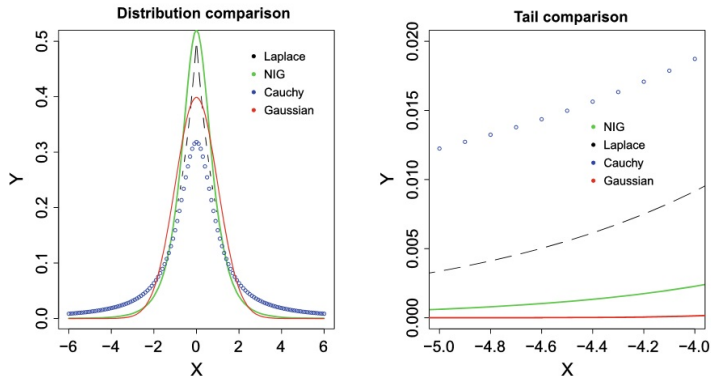 Distribution comparison
Y
0.5
0.4
0.3
0.2
0.1
0.0
Laplace
NIG
Cauchy
Gaussian
−6 −4 −2 0 2 4 6
X
Tail comparison
Y
0.020
0.015
0.010
0.005
0.000
NIG
Laplace
Cauchy
Gaussian
−5.0 −4.8 −4.6 −4.4 −4.2 −4.0
X